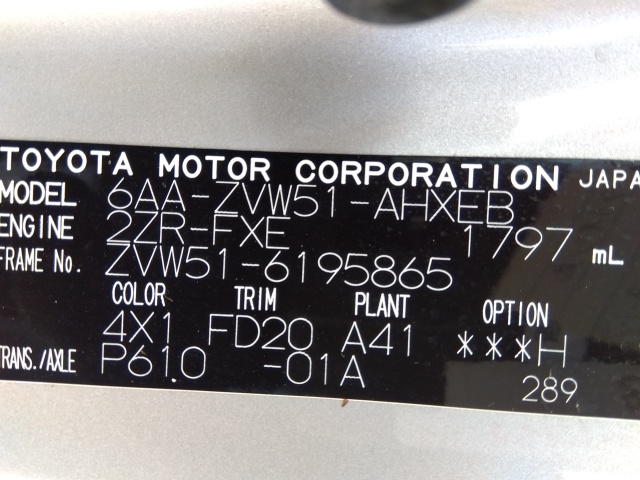 TOYOTA MOTOR CORPORATION JAPA
MODEL 6AA-ZVW51-AHXEB
ENGINE 2ZR-FXE 1797 mL
FRAME No. ZVW51-6195865
COLOR TRIM PLANT OPTION
4X1 FD20 A41 ***H
TRANS./AXLE P610 -01A
289